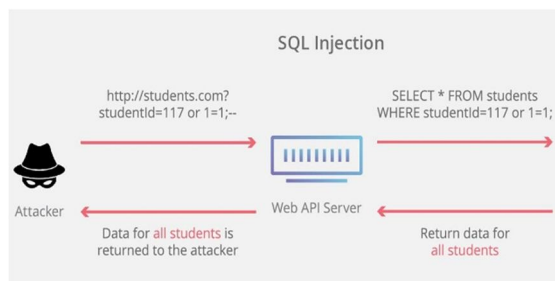 SQL Injection
http://students.com?
studentId=117 or 1=1;--
SELECT * FROM students
WHERE studentId=117 or 1=1;
Attacker
Web API Server
Data for all students is
returned to the attacker
Return data for
all students